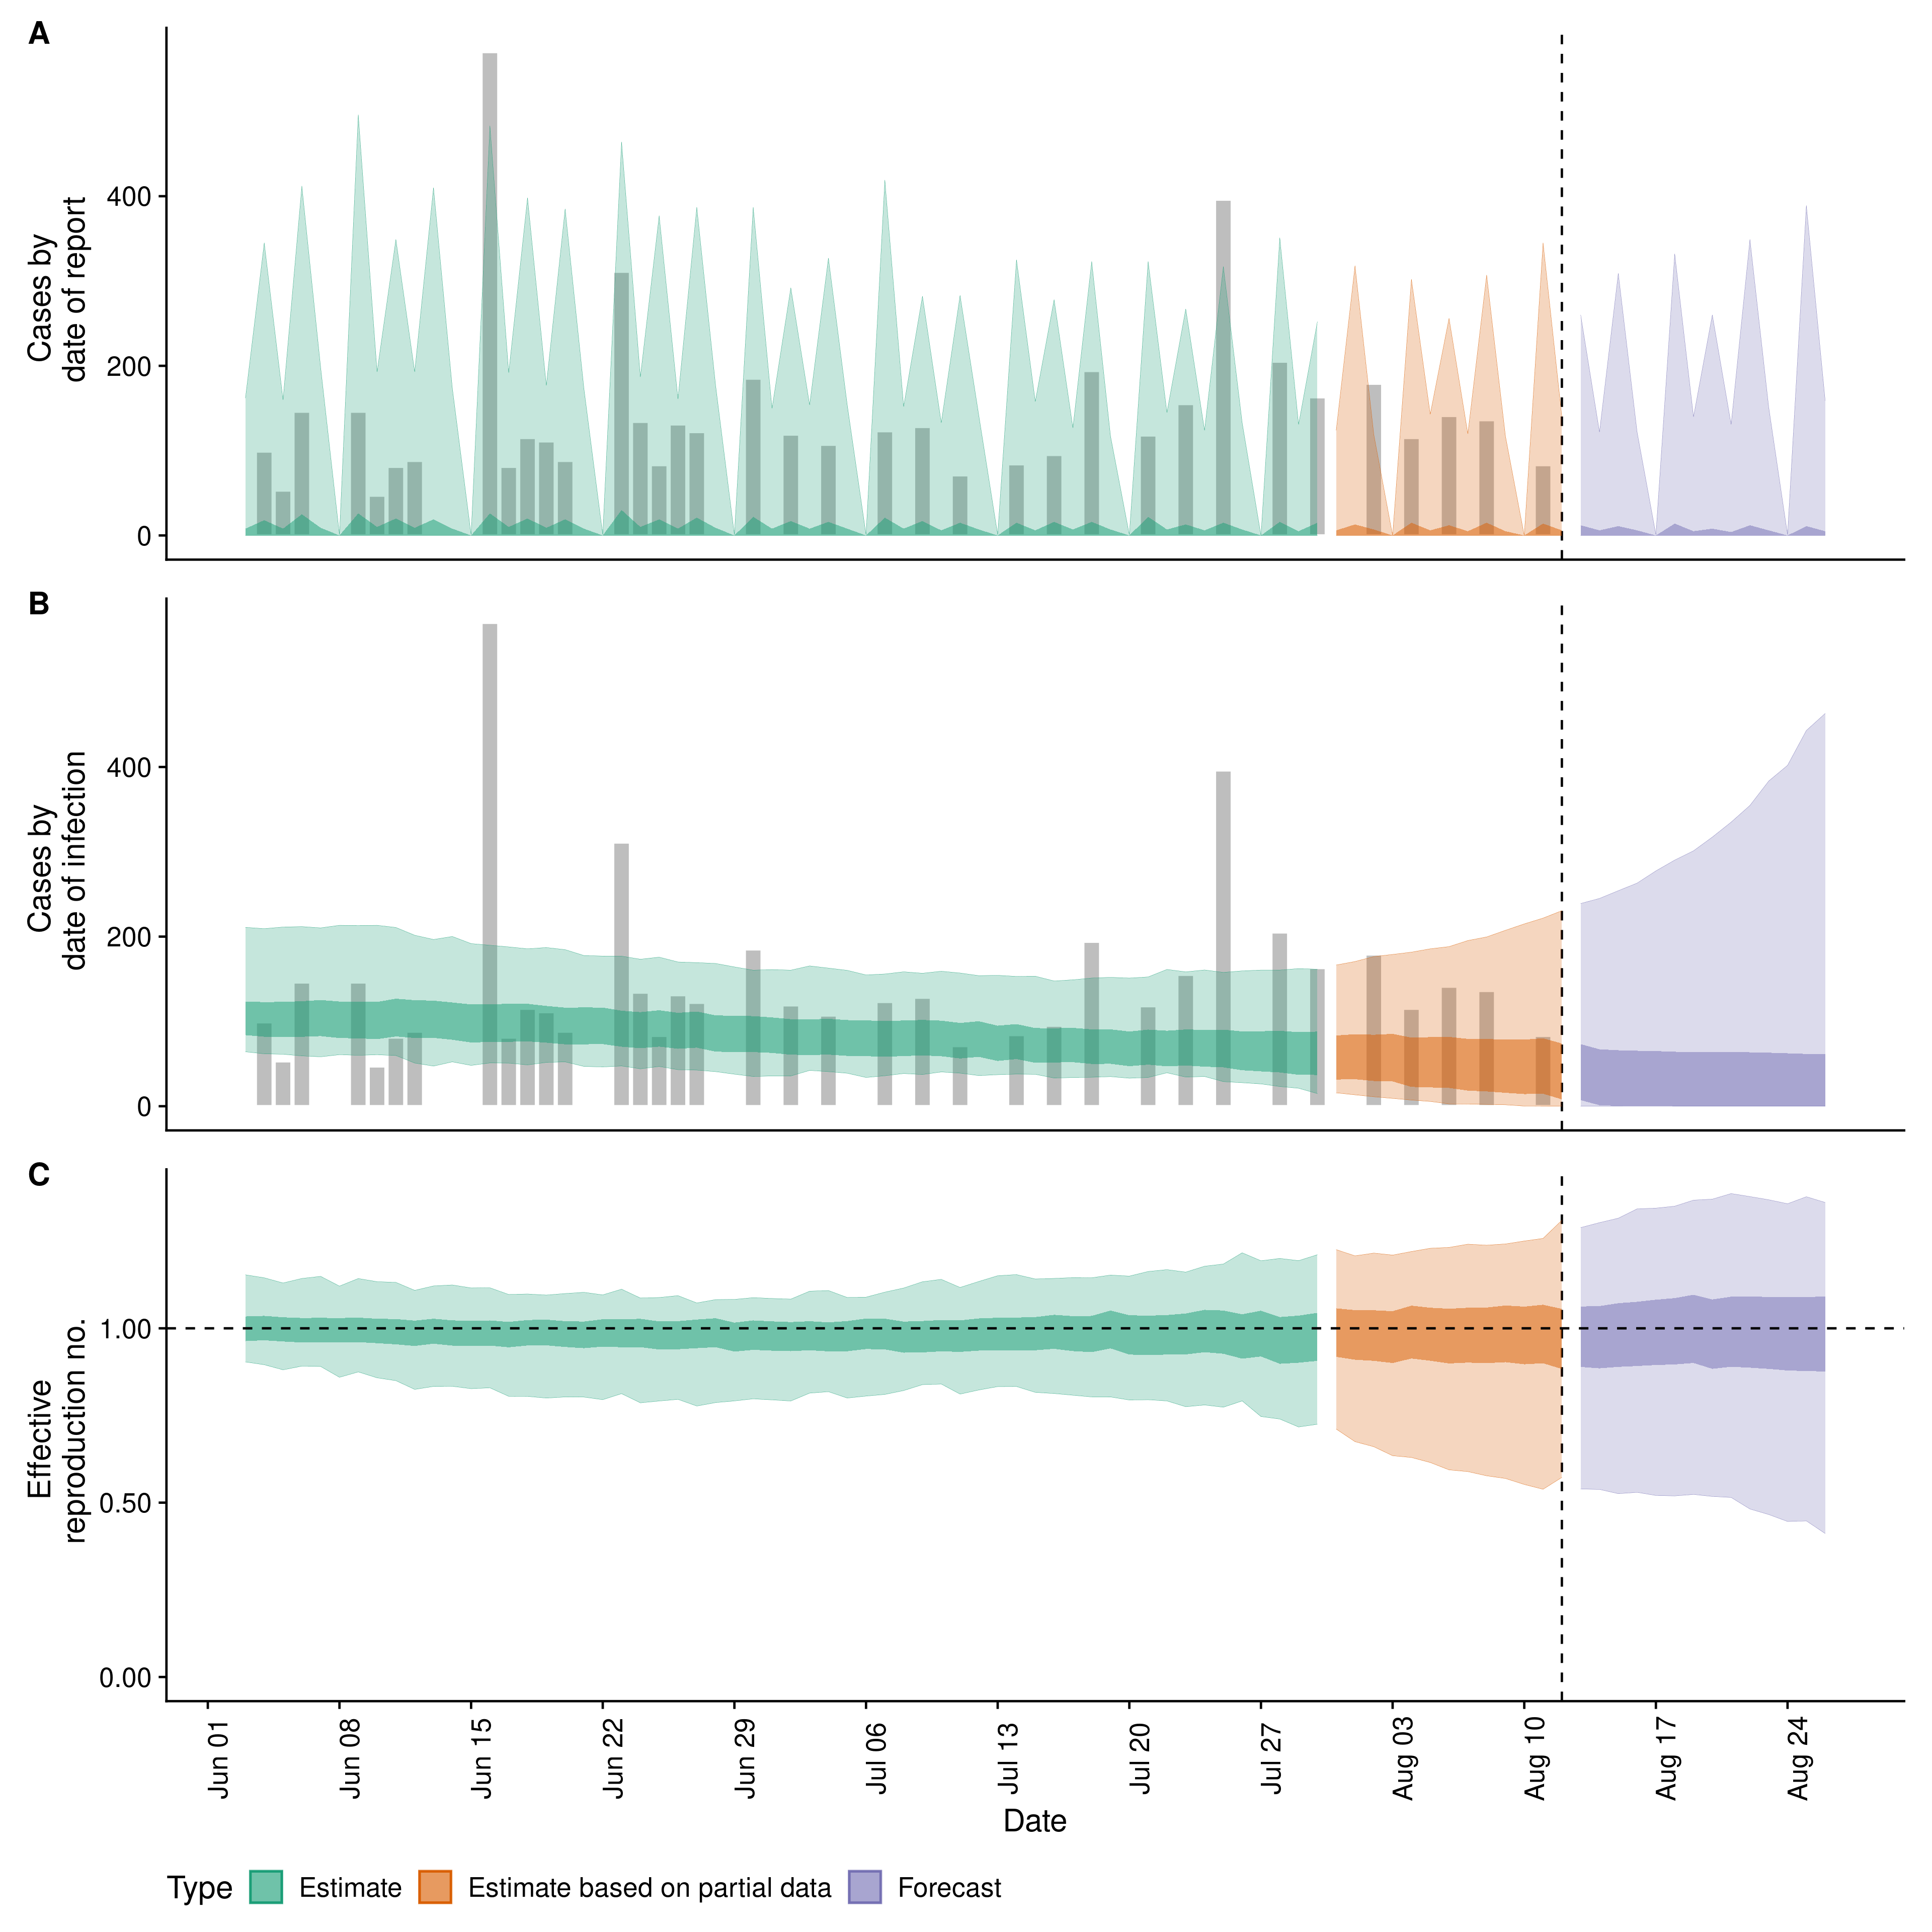 A
Cases by
date of report
400
200
0
B
Cases by
date of infection
400
200
0
C
Effective
reproduction no.
1.00
0.50
0.00
Jun 01
Jun 08
Jun 15
Jun 22
Jun 29
Jul 06
Jul 13
Jul 20
Jul 27
Aug 03
Aug 10
Aug 17
Aug 24
Date
Type Estimate Estimate based on partial data Forecast